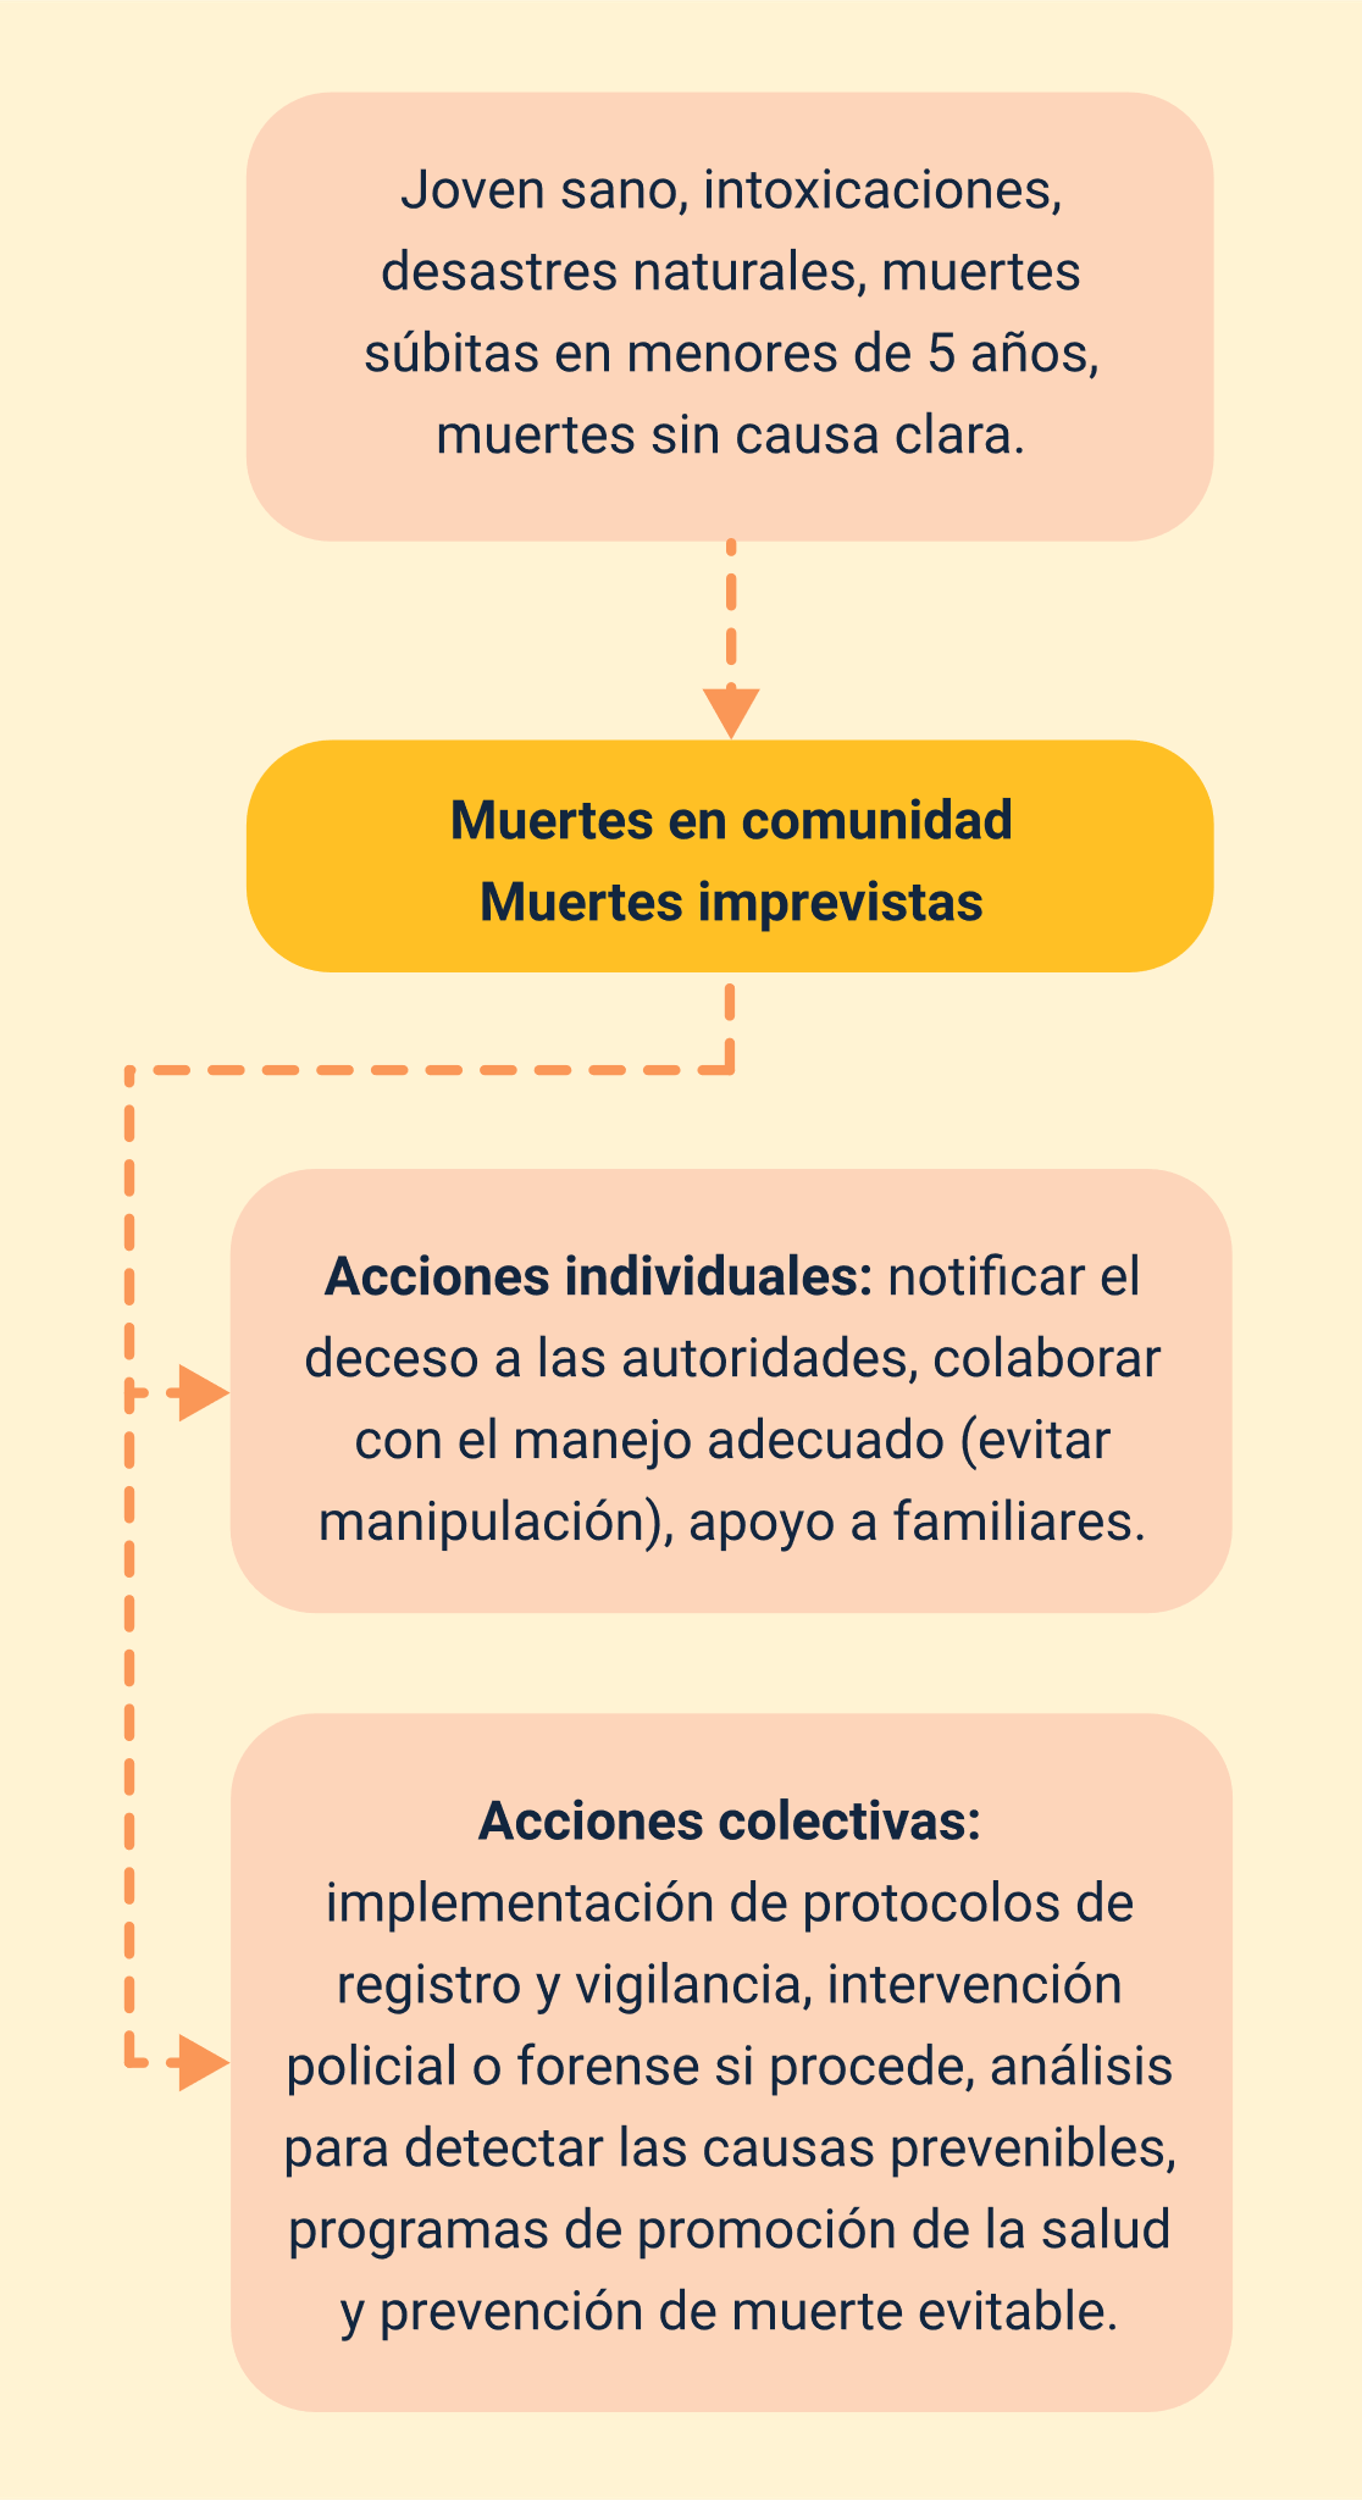 Joven sano, intoxicaciones,
desastres naturales, muertes
súbitas en menores de 5 años,
muertes sin causa clara.
Muertes en comunidad
Muertes imprevistas
Acciones individuales: notificar el
deceso a las autoridades, colaborar
con el manejo adecuado (evitar
manipulación), apoyo a familiares.
Acciones colectivas:
implementación de protocolos de
registro y vigilancia, intervención
policial o forense si procede, análisis
para detectar las causas prevenibles,
programas de promoción de la salud
y prevención de muerte evitable.